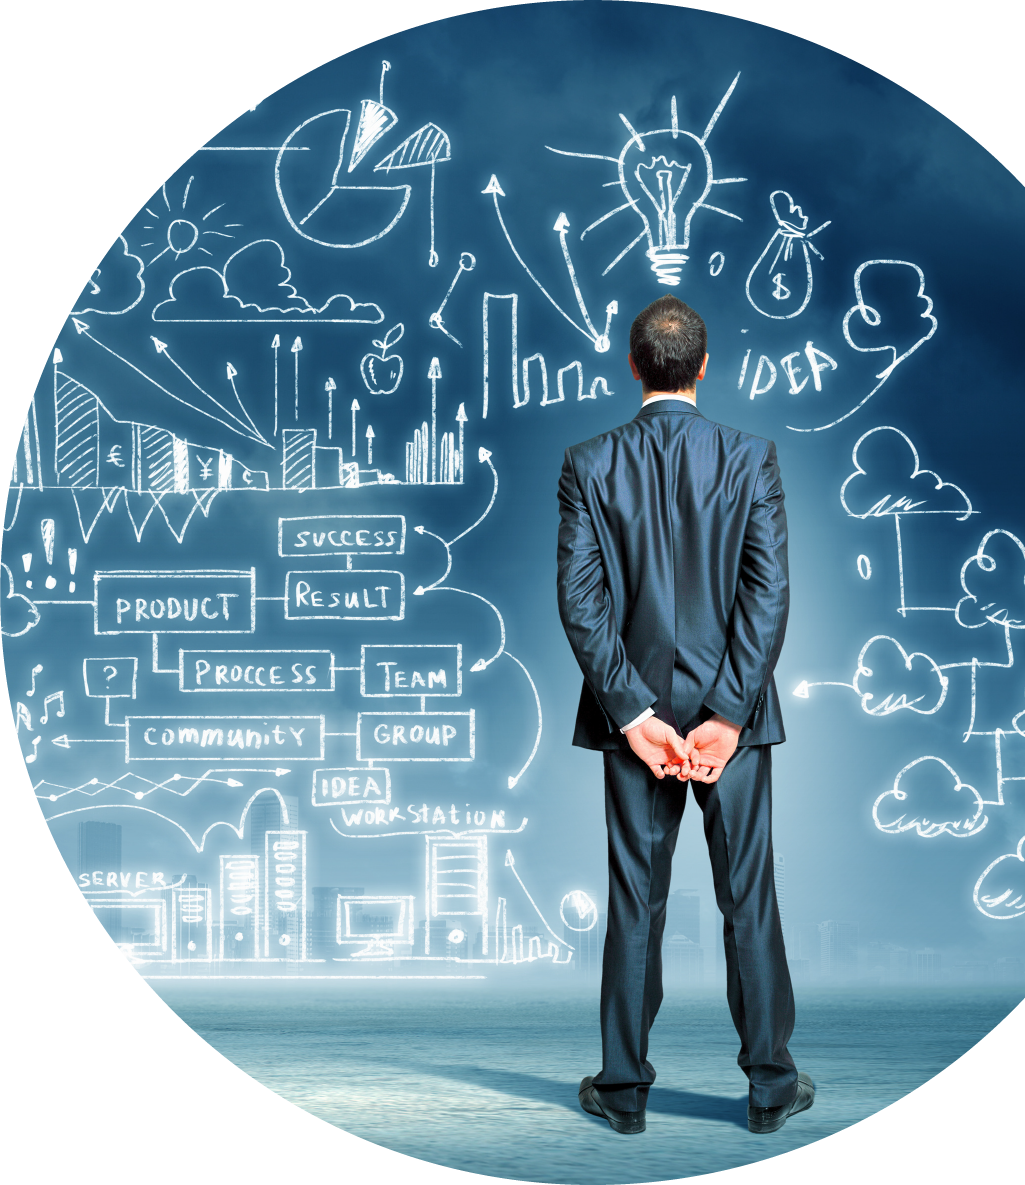 $
IDEA
€ ¥ ¢
SUCCESS
! ! !
PRODUCT
RESULT
PROCCESS
TEAM
?
community
GROUP
IDEA
WORKSTATION
SERVER